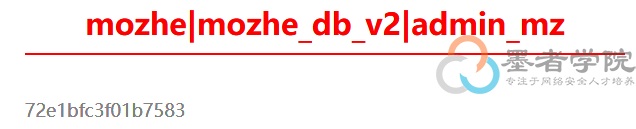 mozhe|mozhe_db_v2|admin_mz
墨者学院
专注于网络安全人才培养
72e1bfc3f01b7583